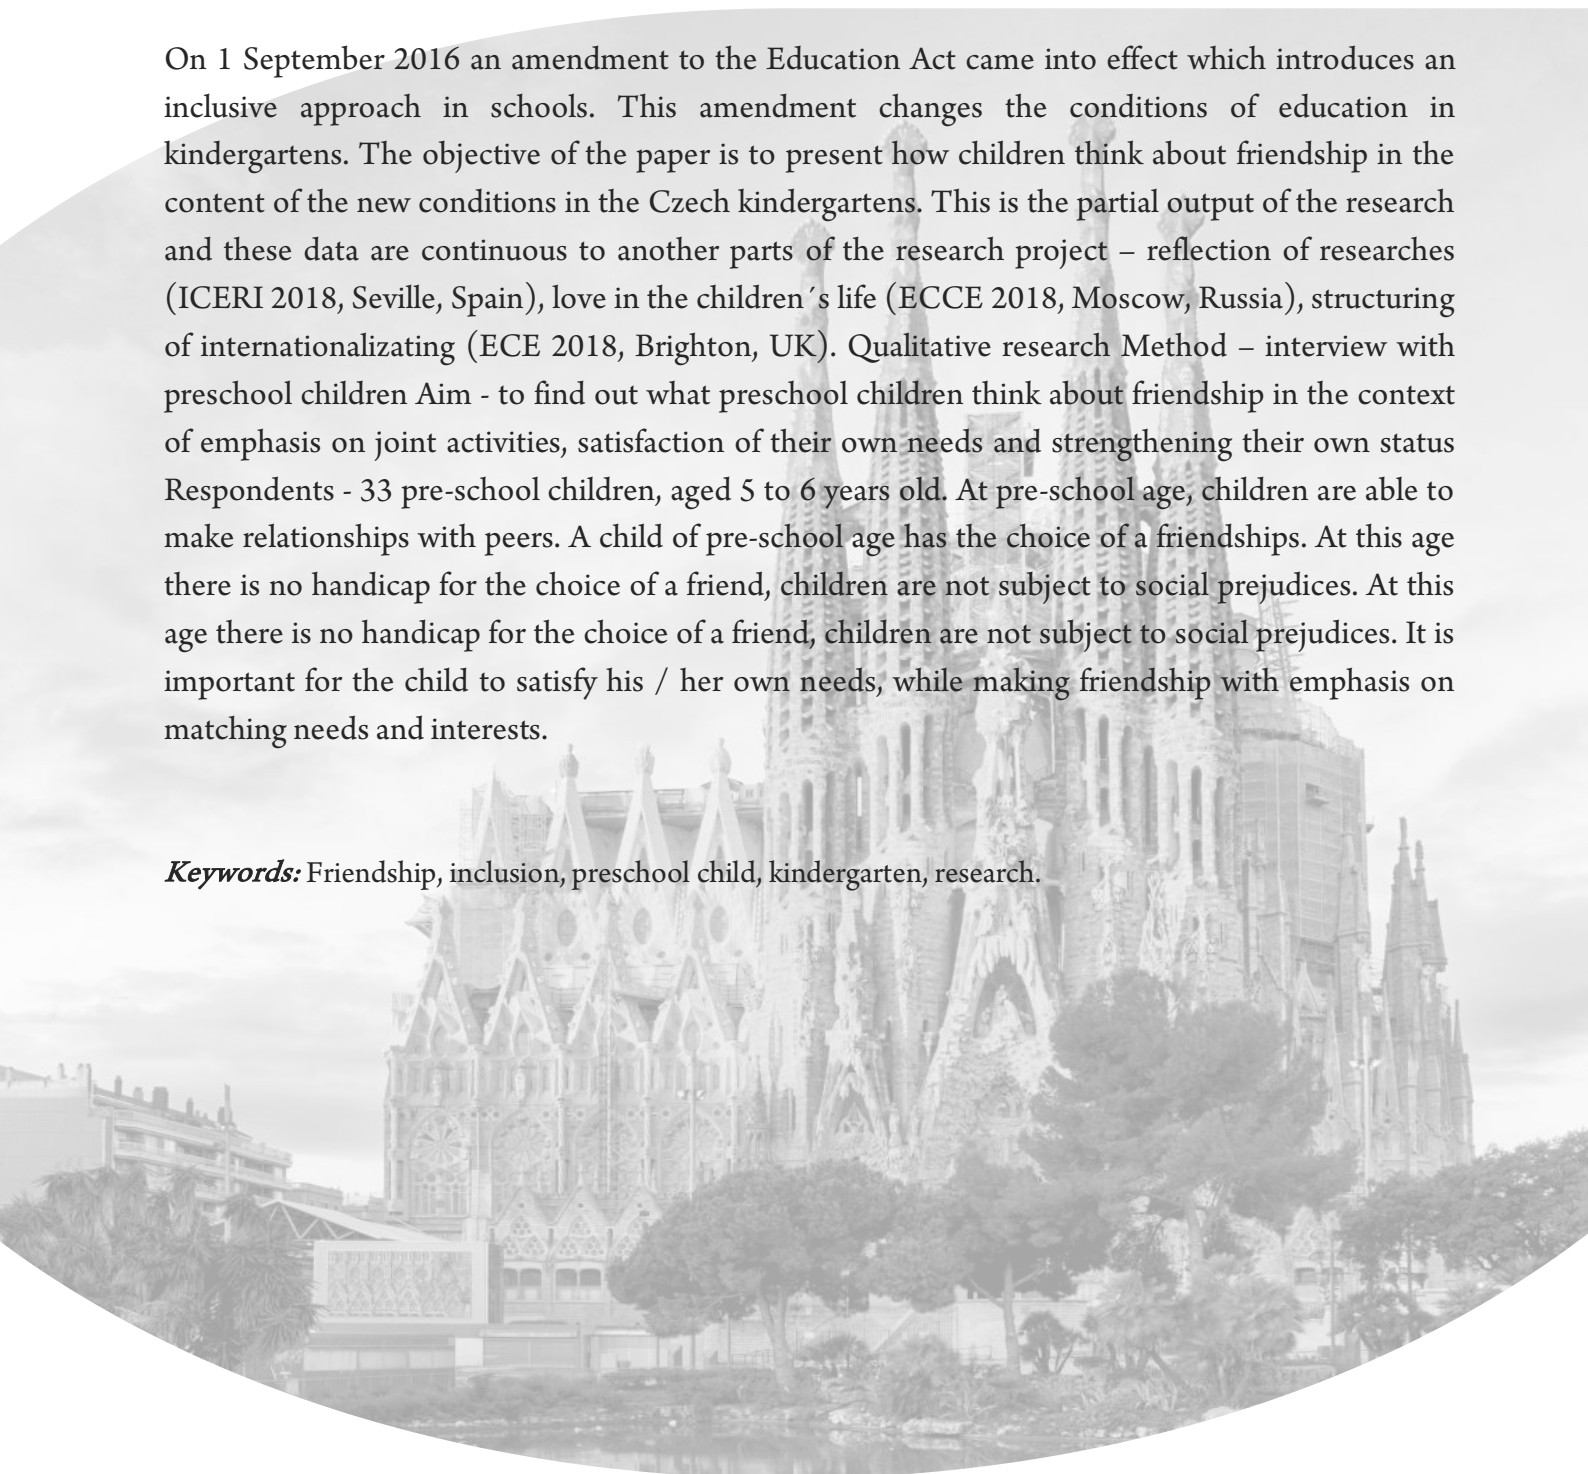 On 1 September 2016 an amendment to the Education Act came into effect which introduces an
inclusive approach in schools. This amendment changes the conditions of education in
kindergartens. The objective of the paper is to present how children think about friendship in the
content of the new conditions in the Czech kindergartens. This is the partial output of the research
and these data are continuous to another parts of the research project – reflection of researches
(ICERI 2018, Seville, Spain), love in the children´s life (ECCE 2018, Moscow, Russia), structuring
of internationalizating (ECE 2018, Brighton, UK). Qualitative research Method – interview with
preschool children Aim - to find out what preschool children think about friendship in the context
of emphasis on joint activities, satisfaction of their own needs and strengthening their own status
Respondents - 33 pre-school children, aged 5 to 6 years old. At pre-school age, children are able to
make relationships with peers. A child of pre-school age has the choice of a friendships. At this age
there is no handicap for the choice of a friend, children are not subject to social prejudices. At this
age there is no handicap for the choice of a friend, children are not subject to social prejudices. It is
important for the child to satisfy his / her own needs, while making friendship with emphasis on
matching needs and interests.
Keywords: Friendship, inclusion, preschool child, kindergarten, research.